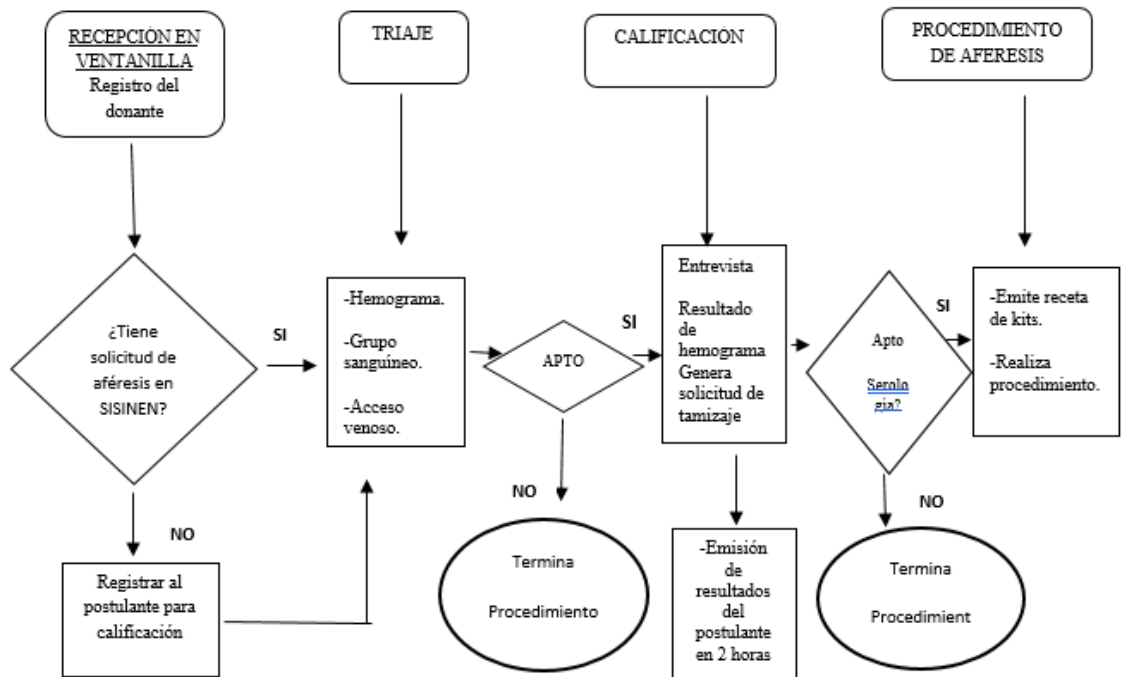 RECEPCIÓN EN
VENTANILLA
Registro del
donante
TRIAJE
CALIFICACIÓN
PROCEDIMIENTO
DE AFERESIS
¿Tiene
solicitud de
aféresis en
SISINEN?
SI
NO
Registrar al
postulante para
calificación
-Hemograma.
-Grupo
sanguíneo.
-Acceso
venoso.
APTO
SI
NO
Termina
Procedimiento
Entrevista
Resultado
de
hemograma
Genera
solicitud de
tamizaje
-Emisión
de
resultados
del
postulante
en 2 horas
Apto
Serolo
gia?
SI
NO
Termina
Procedimient
-Emite receta
de kits.
-Realiza
procedimiento.